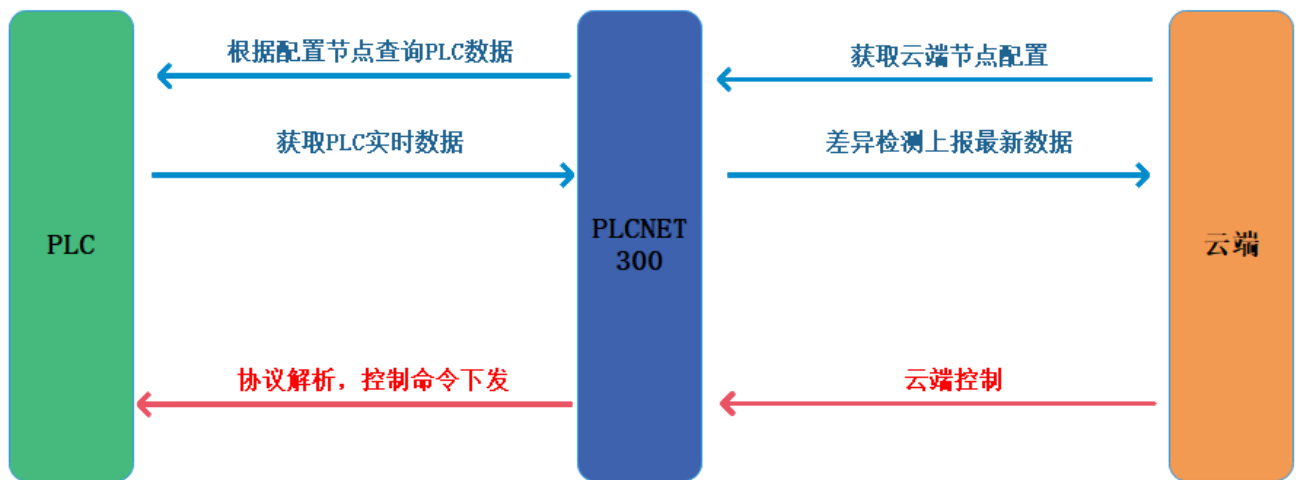 根据配置节点查询PLC数据
获取云端节点配置
获取PLC实时数据
差异检测上报最新数据
PLC
PLCNET
300
云端
协议解析，控制命令下发
云端控制